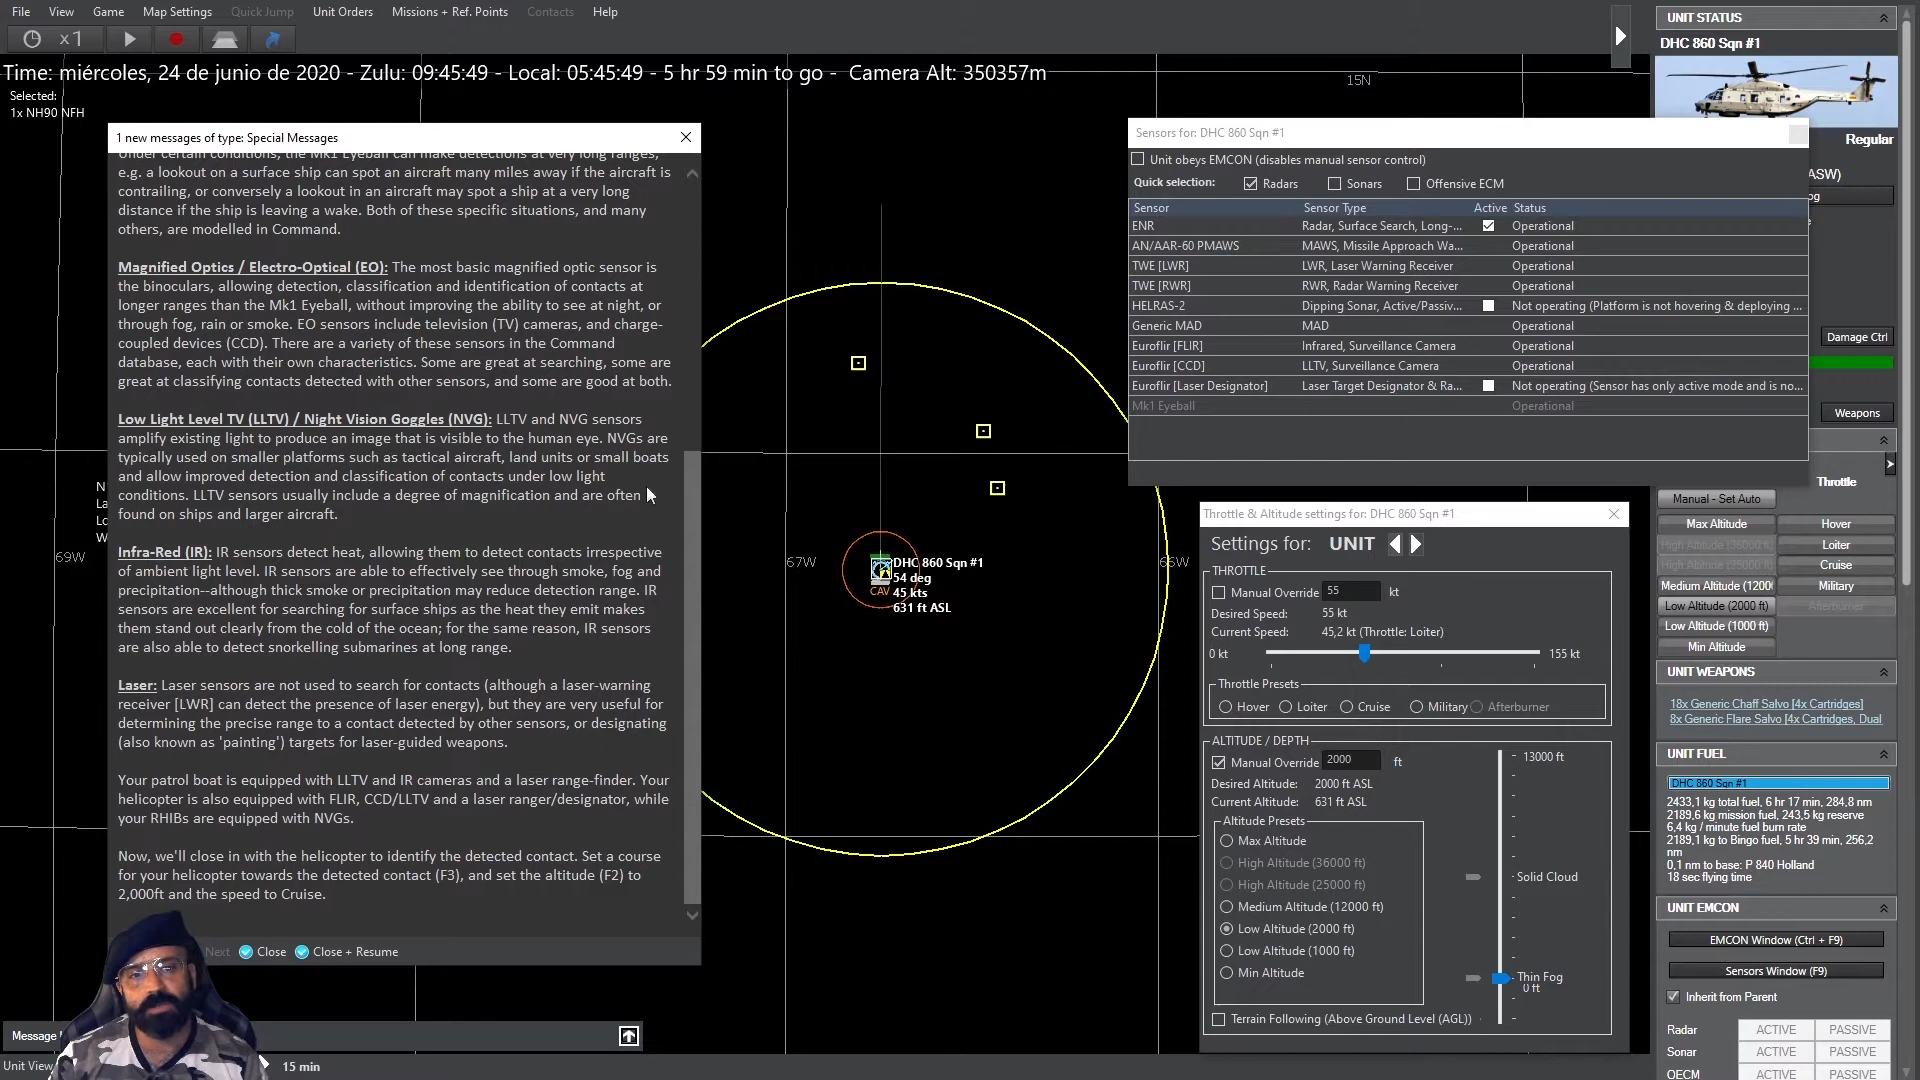 File View Game Map Settings Quick Jump Unit Orders Missions + Ref. Points Contacts Help
x1
Time: miércoles, 24 de junio de 2020 - Zulu: 09:45:49 - Local: 05:45:49 - 5 hr 59 min to go - Camera Alt: 350357m
15N
Selected:
1x NH90 NFH
69W
67W
66W
1 new messages of type: Special Messages
Under certain conditions, the Mk1 Eyeball can make detections at very long ranges,
e.g. a lookout on a surface ship can spot an aircraft many miles away if the aircraft is
contrailing, or conversely a lookout in an aircraft may spot a ship at a very long
distance if the ship is leaving a wake. Both of these specific situations, and many
others, are modelled in Command.
Magnified Optics / Electro-Optical (EO): The most basic magnified optic sensor is
the binoculars, allowing detection, classification and identification of contacts at
longer ranges than the Mk1 Eyeball, without improving the ability to see at night, or
through fog, rain or smoke. EO sensors include television (TV) cameras, and charge-
coupled devices (CCD). There are a variety of these sensors in the Command
database, each with their own characteristics. Some are great at searching, some are
great at classifying contacts detected with other sensors, and some are good at both.
Low Light Level TV (LLTV) / Night Vision Goggles (NVG): LLTV and NVG sensors
amplify existing light to produce an image that is visible to the human eye. NVGs are
typically used on smaller platforms such as tactical aircraft, land units or small boats
and allow improved detection and classification of contacts under low light
conditions. LLTV sensors usually include a degree of magnification and are often
found on ships and larger aircraft.
Infra-Red (IR): IR sensors detect heat, allowing them to detect contacts irrespective
of ambient light level. IR sensors are able to effectively see through smoke, fog and
precipitation--although thick smoke or precipitation may reduce detection range. IR
sensors are excellent for searching for surface ships as the heat they emit makes
them stand out clearly from the cold of the ocean; for the same reason, IR sensors
are also able to detect snorkelling submarines at long range.
Laser: Laser sensors are not used to search for contacts (although a laser-warning
receiver [LWR] can detect the presence of laser energy), but they are very useful for
determining the precise range to a contact detected by other sensors, or designating
(also known as 'painting') targets for laser-guided weapons.
Your patrol boat is equipped with LLTV and IR cameras and a laser range-finder. Your
helicopter is also equipped with FLIR, CCD/LLTV and a laser ranger/designator, while
your RHIBs are equipped with NVGs.
Now, we'll close in with the helicopter to identify the detected contact. Set a course
for your helicopter towards the detected contact (F3), and set the altitude (F2) to
2,000ft and the speed to Cruise.
Next Close Close + Resume
N
La
Lo
W
Message
Unit View
15 min
DHC 860 Sqn #1
54 deg
45 kts
631 ft ASL
CAV
Sensors for: DHC 860 Sqn #1
Unit obeys EMCON (disables manual sensor control)
Quick selection: Radars Sonars Offensive ECM
Sensor Sensor Type Active Status
ENR Radar, Surface Search, Long-... Operational
AN/AAR-60 PMAWS MAWS, Missile Approach Wa... Operational
TWE [LWR] LWR, Laser Warning Receiver Operational
TWE [RWR] RWR, Radar Warning Receiver Operational
HELRAS-2 Dipping Sonar, Active/Passiv... Not operating (Platform is not hovering & deploying ...
Generic MAD MAD Operational
Euroflir [FLIR] Infrared, Surveillance Camera Operational
Euroflir [CCD] LLTV, Surveillance Camera Operational
Euroflir [Laser Designator] Laser Target Designator & Ra... Not operating (Sensor has only active mode and is no...
Mk1 Eyeball Operational
Throttle & Altitude settings for: DHC 860 Sqn #1
Settings for: UNIT
THROTTLE
Manual Override 55 kt
Desired Speed: 55 kt
Current Speed: 45,2 kt (Throttle: Loiter)
0 kt 155 kt
Throttle Presets
Hover Loiter Cruise Military Afterburner
ALTITUDE / DEPTH
Manual Override 2000 ft
Desired Altitude: 2000 ft ASL
Current Altitude: 631 ft ASL
Altitude Presets
Max Altitude
High Altitude (36000 ft)
High Altitude (25000 ft)
Medium Altitude (12000 ft)
Low Altitude (2000 ft)
Low Altitude (1000 ft)
Min Altitude
Terrain Following (Above Ground Level (AGL))
13000 ft
Solid Cloud
Thin Fog
0 ft
UNIT STATUS
DHC 860 Sqn #1
Regular
ASW)
Damage Ctrl
Weapons
Throttle
Manual - Set Auto
Max Altitude Hover
High Altitude (36000 ft) Loiter
High Altitude (25000 ft) Cruise
Medium Altitude (1200( Military
Low Altitude (2000 ft) Afterburner
Low Altitude (1000 ft)
Min Altitude
UNIT WEAPONS
18x Generic Chaff Salvo [4x Cartridges]
8x Generic Flare Salvo [4x Cartridges, Dual
UNIT FUEL
DHC 860 Sqn #1
2433,1 kg total fuel, 6 hr 17 min, 284,8 nm
2189,6 kg mission fuel, 243,5 kg reserve
6,4 kg / minute fuel burn rate
2189,1 kg to Bingo fuel, 5 hr 39 min, 256,2
nm
0,1 nm to base: P 840 Holland
18 sec flying time
UNIT EMCON
EMCON Window (Ctrl + F9)
Sensors Window (F9)
Inherit from Parent
Radar ACTIVE PASSIVE
Sonar ACTIVE PASSIVE
OECM ACTIVE PASSIVE